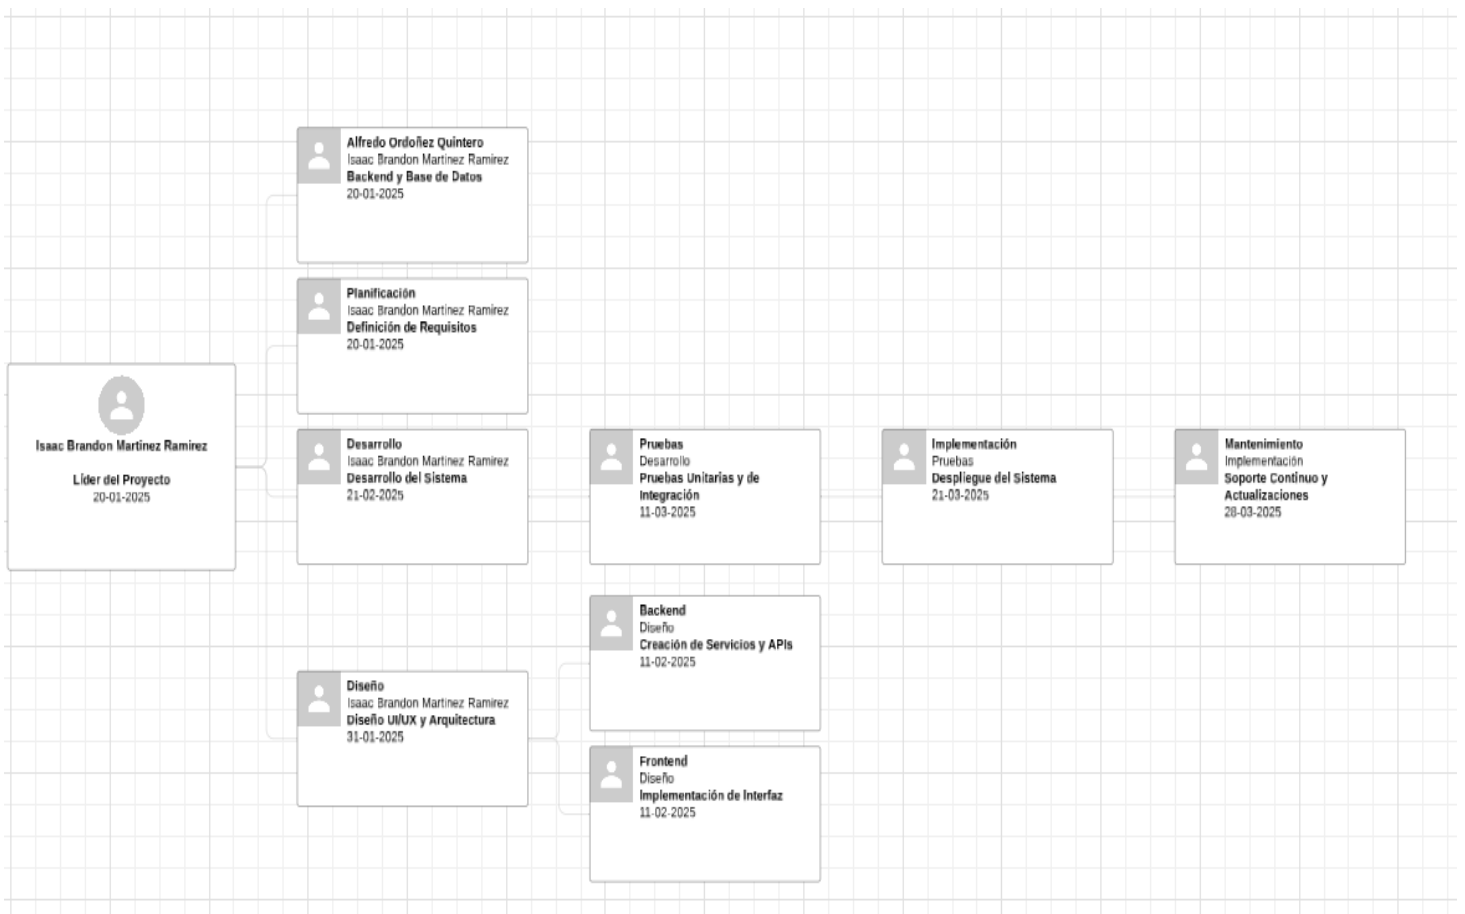 Isaac Brandon Martinez Ramirez
Líder del Proyecto
20-01-2025
Alfredo Ordoñez Quintero
Isaac Brandon Martinez Ramirez
Backend y Base de Datos
20-01-2025
Planificación
Isaac Brandon Martinez Ramirez
Definición de Requisitos
20-01-2025
Desarrollo
Isaac Brandon Martinez Ramirez
Desarrollo del Sistema
21-02-2025
Pruebas
Desarrollo
Pruebas Unitarias y de
Integración
11-03-2025
Implementación
Pruebas
Despliegue del Sistema
21-03-2025
Mantenimiento
Implementación
Soporte Continuo y
Actualizaciones
28-03-2025
Diseño
Isaac Brandon Martinez Ramirez
Diseño UI/UX y Arquitectura
31-01-2025
Backend
Diseño
Creación de Servicios y APIs
11-02-2025
Frontend
Diseño
Implementación de Interfaz
11-02-2025